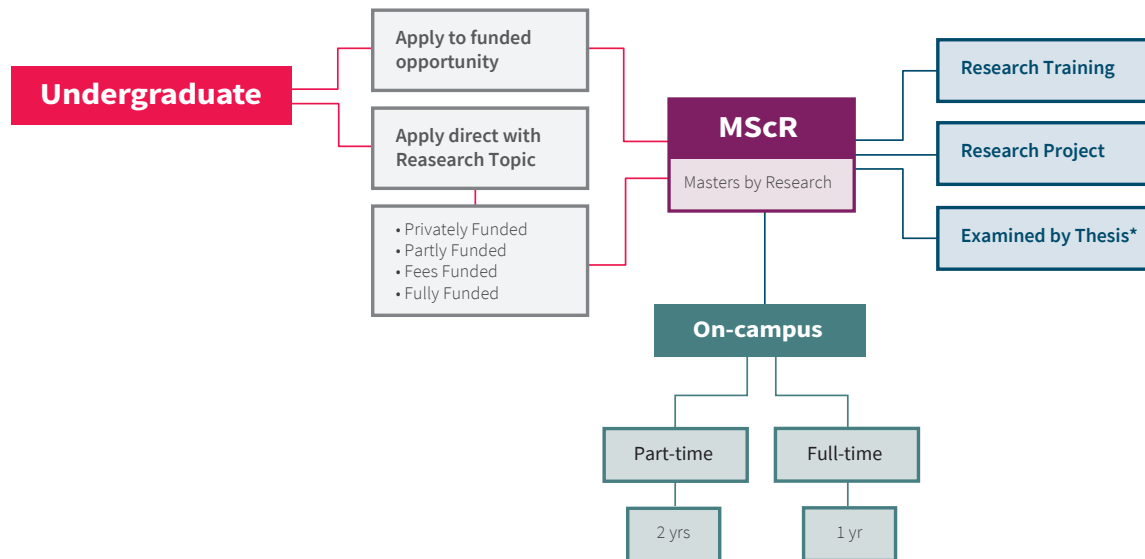 Undergraduate
Apply to funded
opportunity
Apply direct with
Reasearch Topic
• Privately Funded
• Partly Funded
• Fees Funded
• Fully Funded
MScR
Masters by Research
Research Training
Research Project
Examined by Thesis*
On-campus
Part-time
Full-time
2 yrs
1 yr